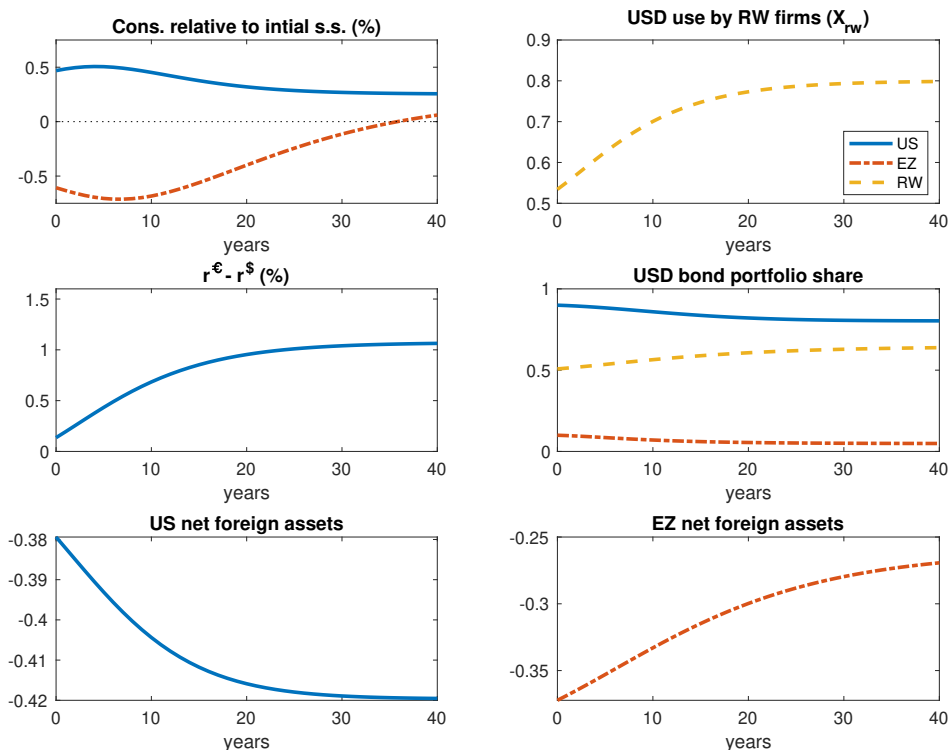 Cons. relative to intial s.s. (%)
0.5
0
-0.5
0 10 20 30 40
years
USD use by RW firms (X_rw)
0.9
0.8
0.7
0.6
0.5
US
EZ
RW
0 10 20 30 40
years
r^€ - r^$ (%)
1.5
1
0.5
0
0 10 20 30 40
years
USD bond portfolio share
1
0.5
0
0 10 20 30 40
years
US net foreign assets
-0.38
-0.39
-0.4
-0.41
-0.42
0 10 20 30 40
years
EZ net foreign assets
-0.25
-0.3
-0.35
0 10 20 30 40
years